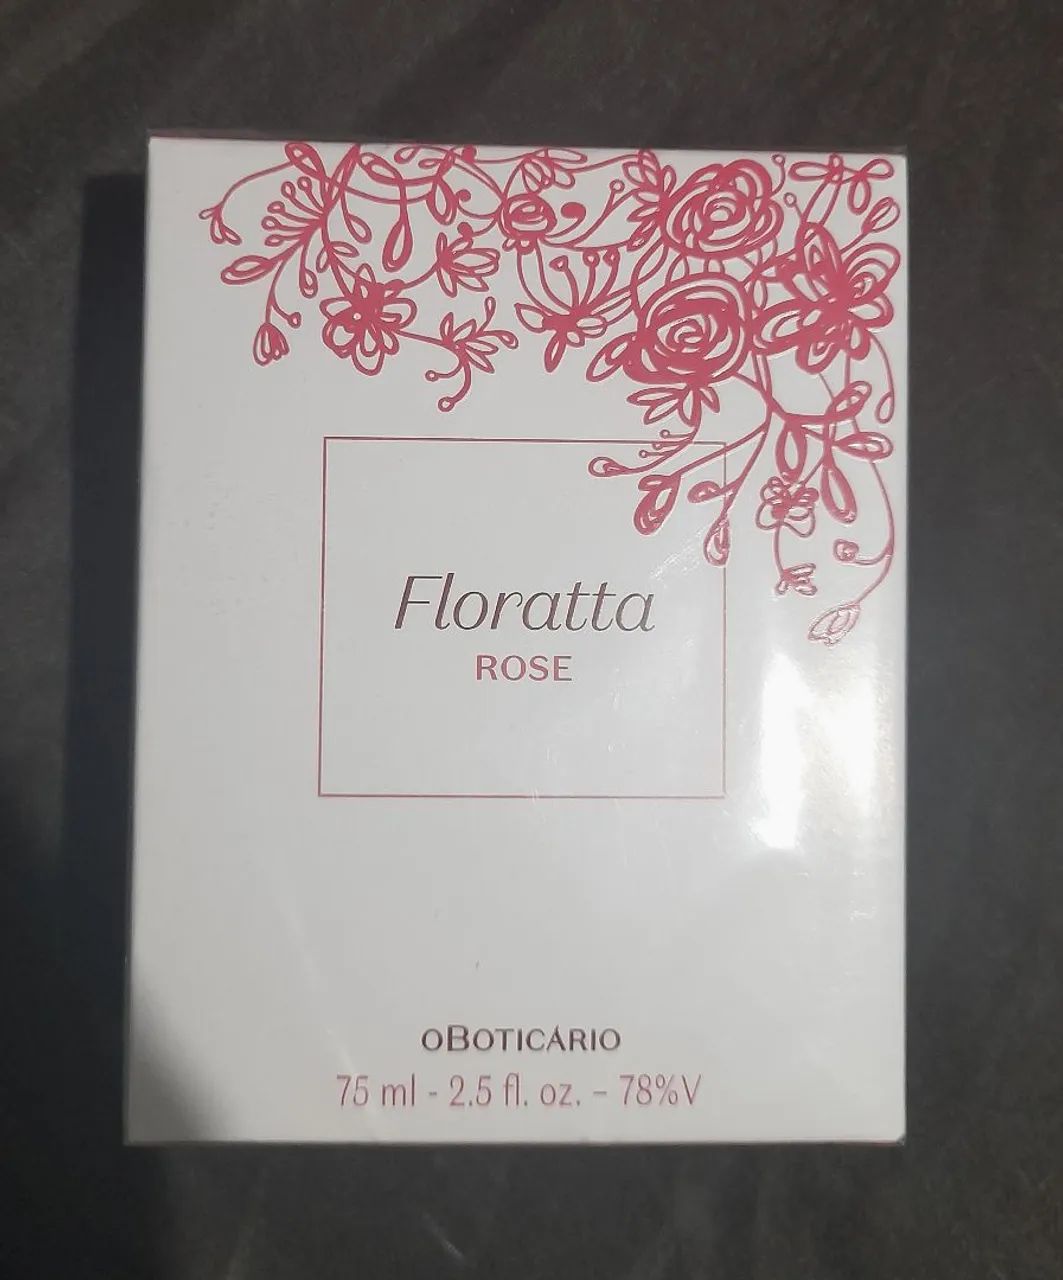 Floratta
ROSE
oBOTICÁRIO
75 ml - 2.5 fl. oz. - 78%V